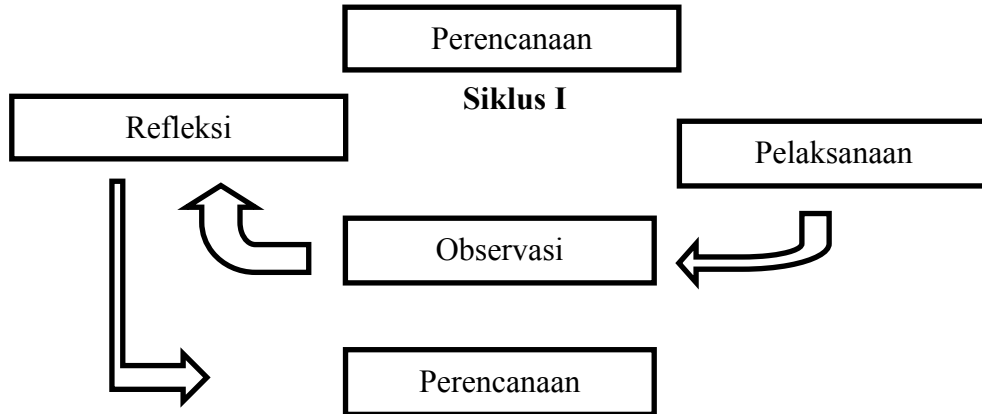 Perencanaan
Siklus I
Refleksi
Pelaksanaan
Observasi
Perencanaan